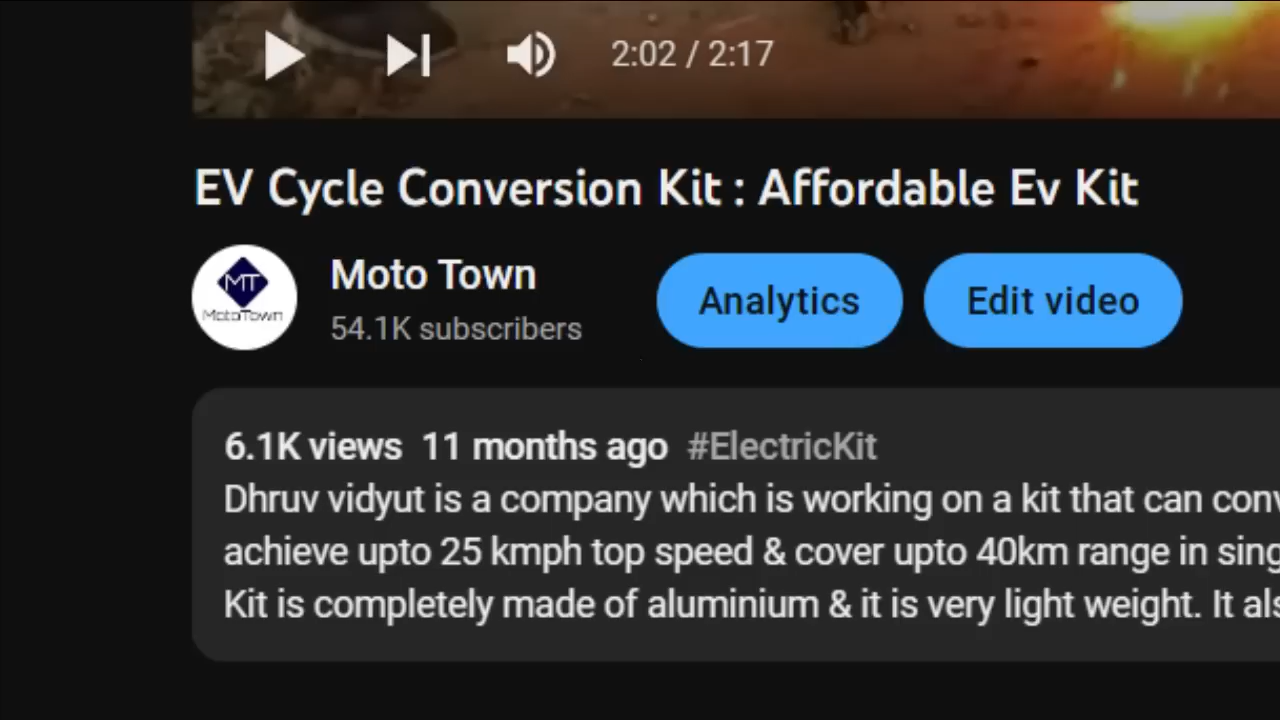 2:02 / 2:17
EV Cycle Conversion Kit : Affordable Ev Kit
MT
MotoTown
Moto Town
54.1K subscribers
Analytics
Edit video
6.1K views 11 months ago #ElectricKit
Dhruv vidyut is a company which is working on a kit that can conv
achieve upto 25 kmph top speed & cover upto 40km range in sing
Kit is completely made of aluminium & it is very light weight. It als